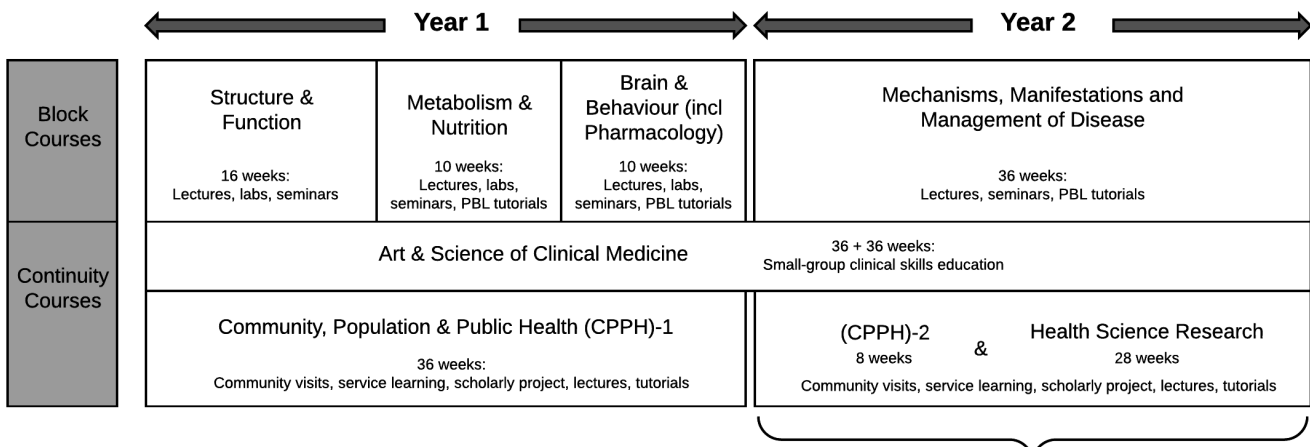 Year 1
Year 2
Block
Courses
Structure &
Function
16 weeks:
Lectures, labs, seminars
Metabolism &
Nutrition
10 weeks:
Lectures, labs,
seminars, PBL tutorials
Brain &
Behaviour (incl
Pharmacology)
10 weeks:
Lectures, labs,
seminars, PBL tutorials
Mechanisms, Manifestations and
Management of Disease
36 weeks:
Lectures, seminars, PBL tutorials
Continuity
Courses
Art & Science of Clinical Medicine
36 + 36 weeks:
Small-group clinical skills education
Community, Population & Public Health (CPPH)-1
36 weeks:
Community visits, service learning, scholarly project, lectures, tutorials
(CPPH)-2
8 weeks
&
Health Science Research
28 weeks
Community visits, service learning, scholarly project, lectures, tutorials